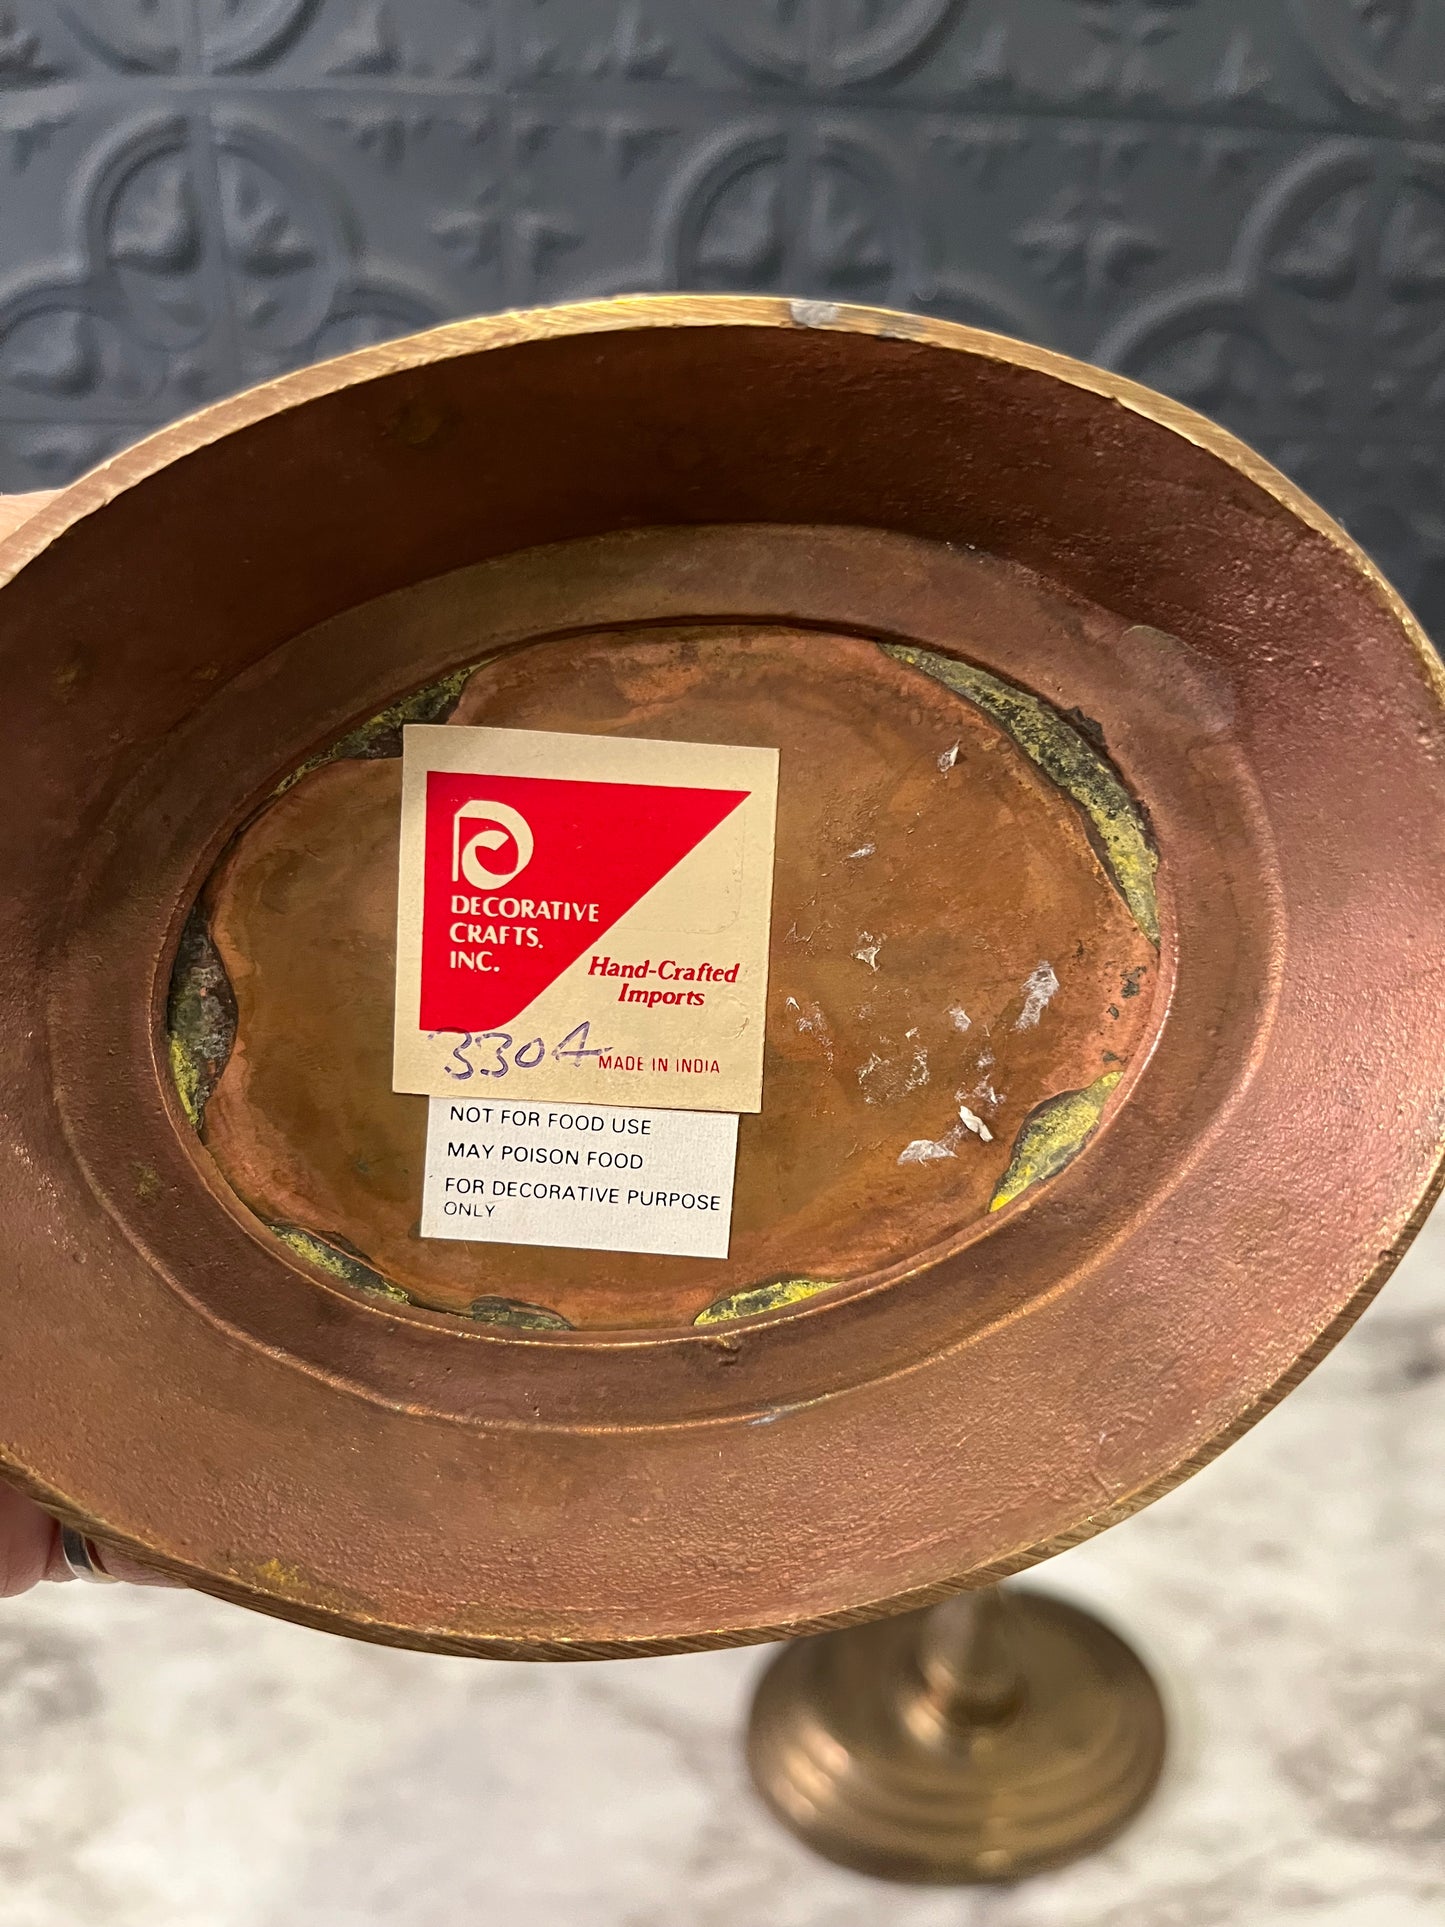 DECORATIVE
CRAFTS,
INC.
Hand-Crafted
Imports
3304
MADE IN INDIA
NOT FOR FOOD USE
MAY POISON FOOD
FOR DECORATIVE PURPOSE
ONLY